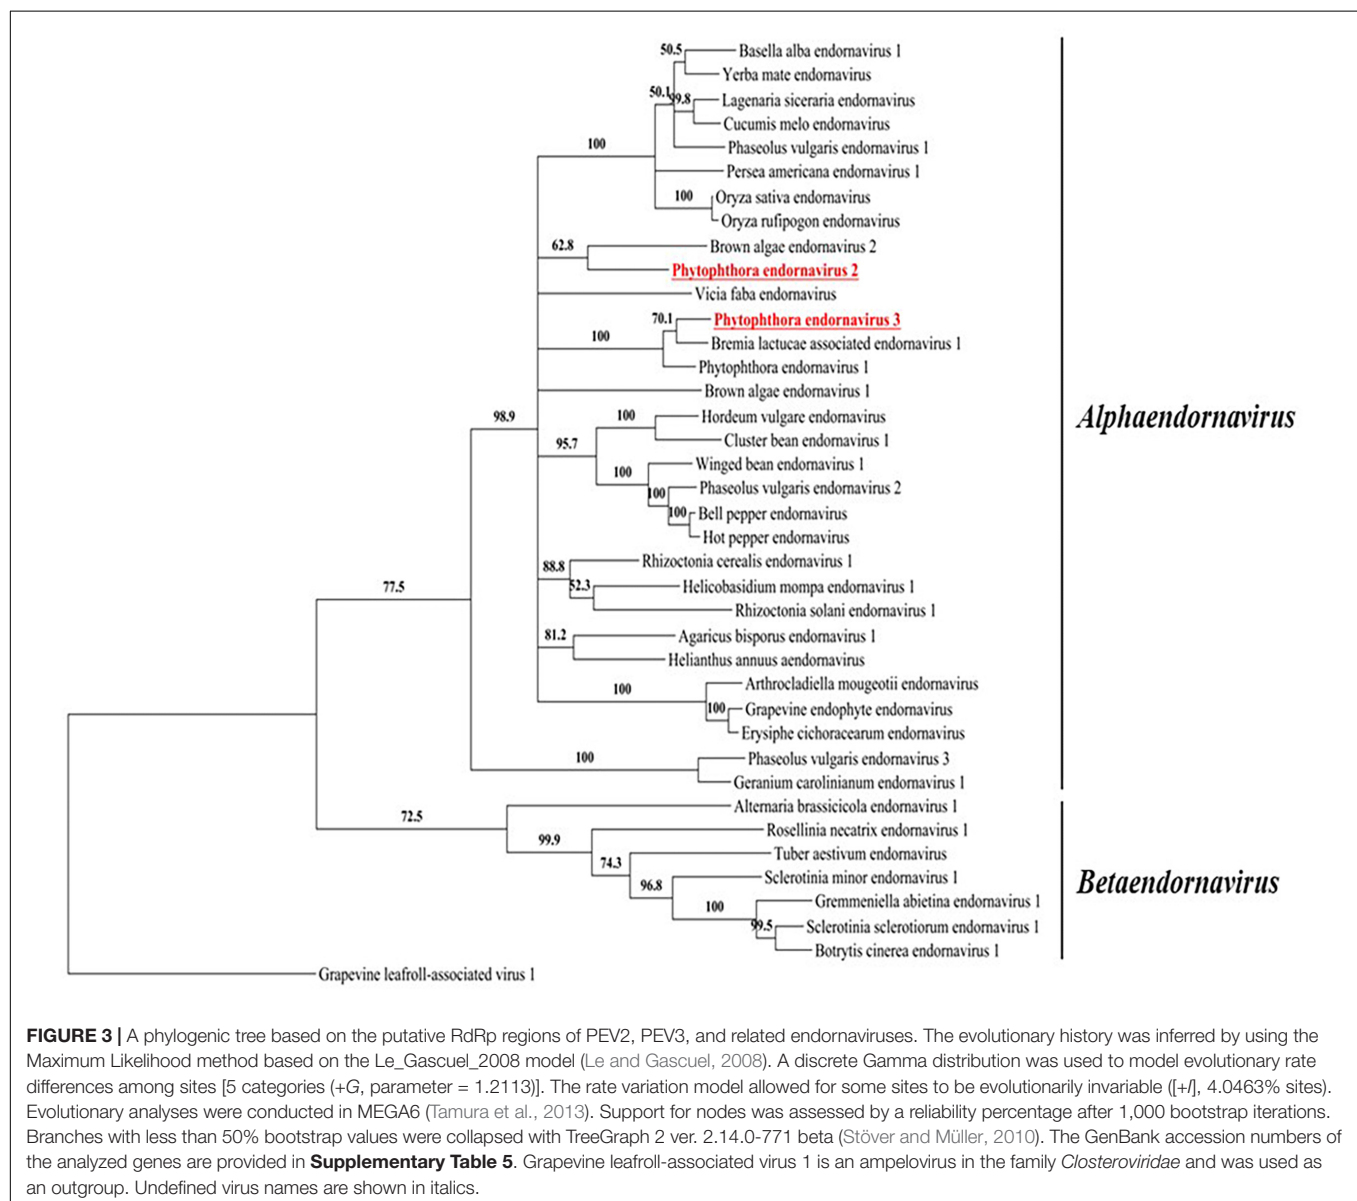 50.5
Basella alba endornavirus 1
Yerba mate endornavirus
50.1
99.8
Lagenaria siceraria endornavirus
Cucumis melo endornavirus
Phaseolus vulgaris endornavirus 1
100
Persea americana endornavirus 1
100
Oryza sativa endornavirus
Oryza rufipogon endornavirus
62.8
Brown algae endornavirus 2
Phytophthora endornavirus 2
Vicia faba endornavirus
70.1
Phytophthora endornavirus 3
100
Bremia lactucae associated endornavirus 1
Phytophthora endornavirus 1
Brown algae endornavirus 1
98.9
100
Hordeum vulgare endornavirus
Cluster bean endornavirus 1
95.7
Winged bean endornavirus 1
100
100
Phaseolus vulgaris endornavirus 2
100
Bell pepper endornavirus
Hot pepper endornavirus
88.8
Rhizoctonia cerealis endornavirus 1
52.3
Helicobasidium mompa endornavirus 1
Rhizoctonia solani endornavirus 1
77.5
81.2
Agaricus bisporus endornavirus 1
Helianthus annuus aendornavirus
100
Arthrocladiella mougeotii endornavirus
100
Grapevine endophyte endornavirus
Erysiphe cichoracearum endornavirus
100
Phaseolus vulgaris endornavirus 3
Geranium carolinianum endornavirus 1
Alphaendornavirus
72.5
Alternaria brassicicola endornavirus 1
99.9
Rosellinia necatrix endornavirus 1
74.3
Tuber aestivum endornavirus
96.8
Sclerotinia minor endornavirus 1
100
Gremmeniella abietina endornavirus 1
99.5
Sclerotinia sclerotiorum endornavirus 1
Botrytis cinerea endornavirus 1
Betaendornavirus
Grapevine leafroll-associated virus 1
FIGURE 3 | A phylogenic tree based on the putative RdRp regions of PEV2, PEV3, and related endornaviruses. The evolutionary history was inferred by using the
Maximum Likelihood method based on the Le_Gascuel_2008 model (Le and Gascuel, 2008). A discrete Gamma distribution was used to model evolutionary rate
differences among sites [5 categories (+G, parameter = 1.2113)]. The rate variation model allowed for some sites to be evolutionarily invariable ([+I], 4.0463% sites).
Evolutionary analyses were conducted in MEGA6 (Tamura et al., 2013). Support for nodes was assessed by a reliability percentage after 1,000 bootstrap iterations.
Branches with less than 50% bootstrap values were collapsed with TreeGraph 2 ver. 2.14.0-771 beta (Stöver and Müller, 2010). The GenBank accession numbers of
the analyzed genes are provided in Supplementary Table 5. Grapevine leafroll-associated virus 1 is an ampelovirus in the family Closteroviridae and was used as
an outgroup. Undefined virus names are shown in italics.